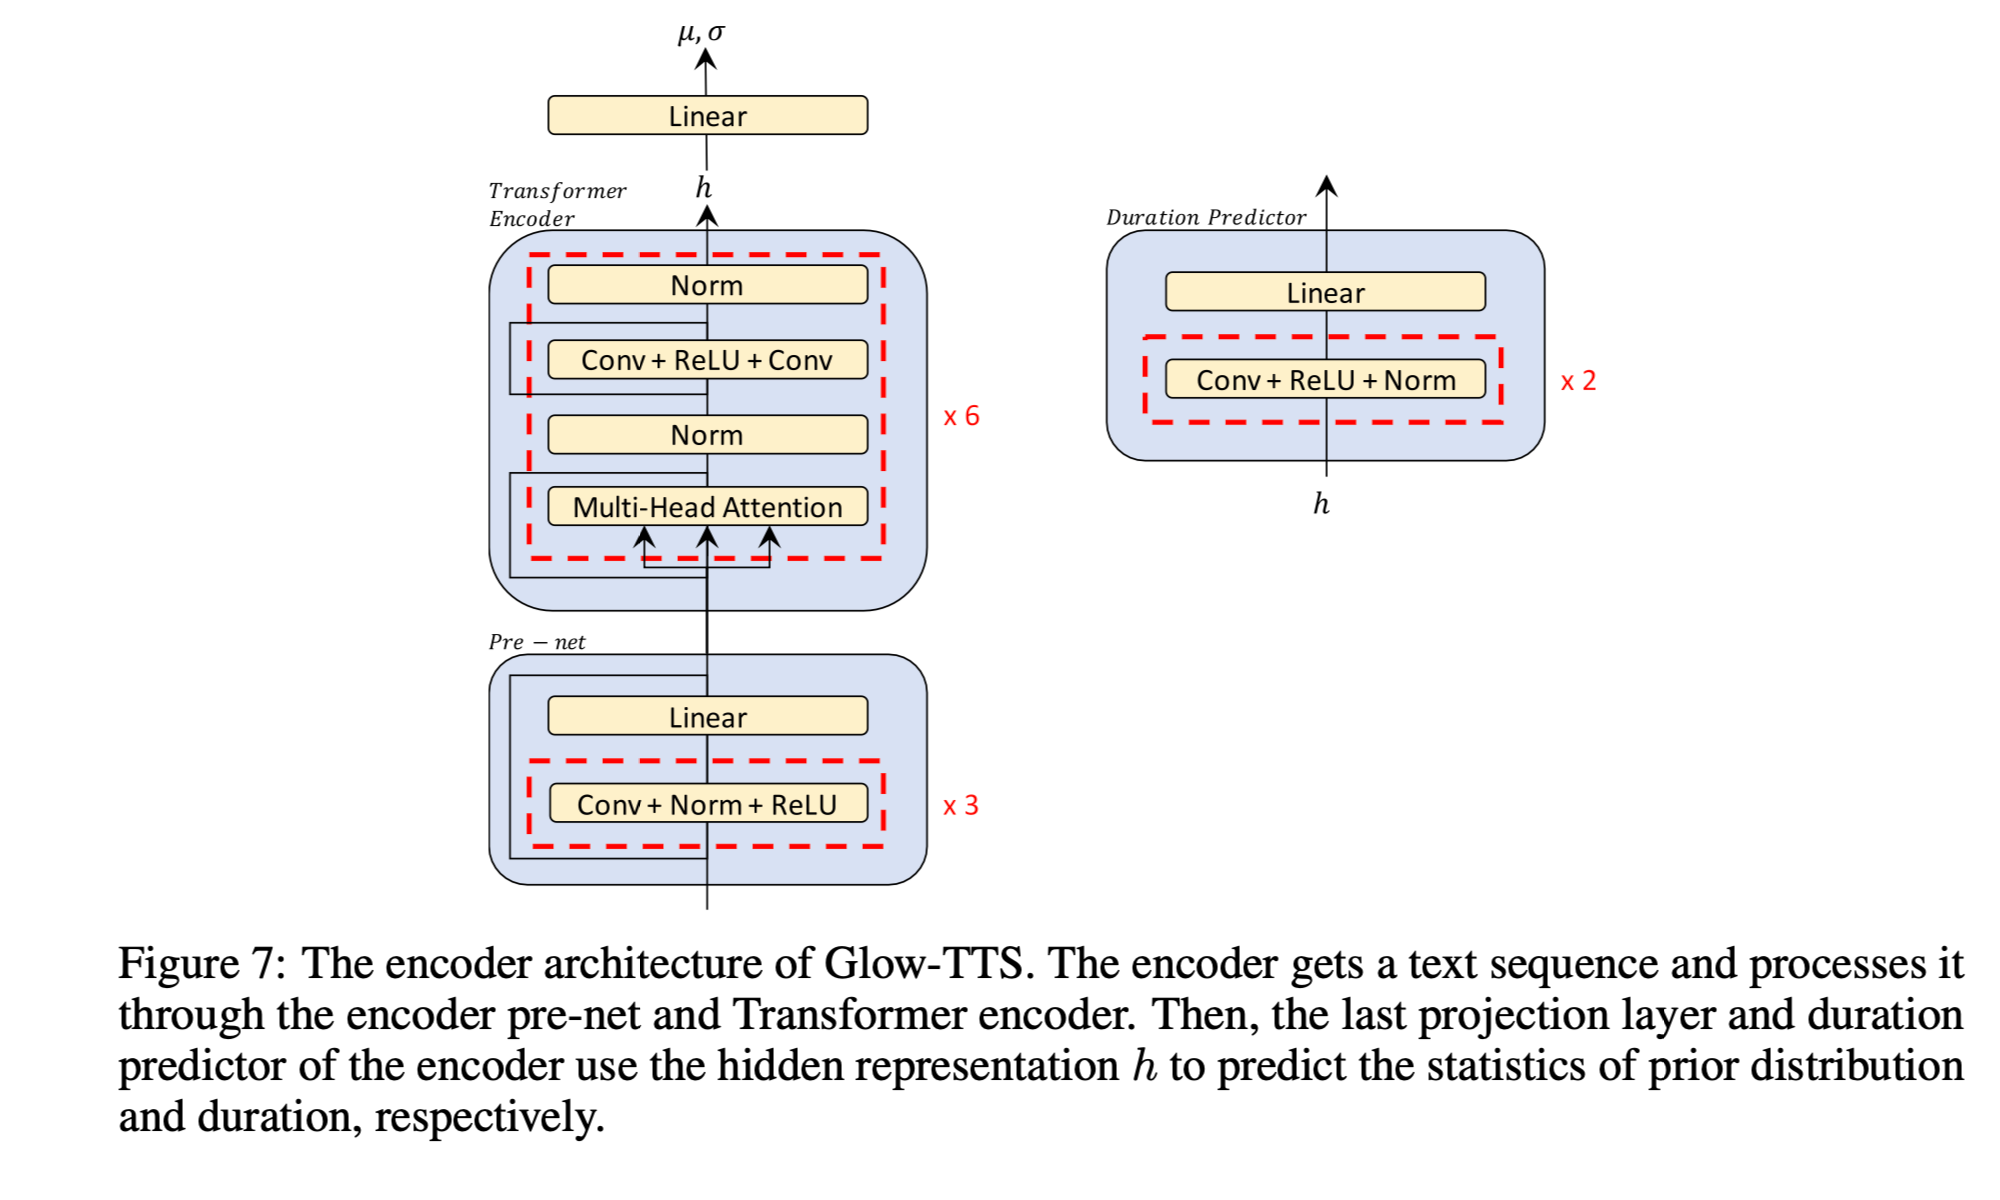 μ, σ
Linear
h
Transformer
Encoder
Norm
Conv + ReLU + Conv
Norm
Multi-Head Attention
x 6
Pre − net
Linear
Conv + Norm + ReLU
x 3
Duration Predictor
Linear
Conv + ReLU + Norm
x 2
h
Figure 7: The encoder architecture of Glow-TTS. The encoder gets a text sequence and processes it
through the encoder pre-net and Transformer encoder. Then, the last projection layer and duration
predictor of the encoder use the hidden representation h to predict the statistics of prior distribution
and duration, respectively.